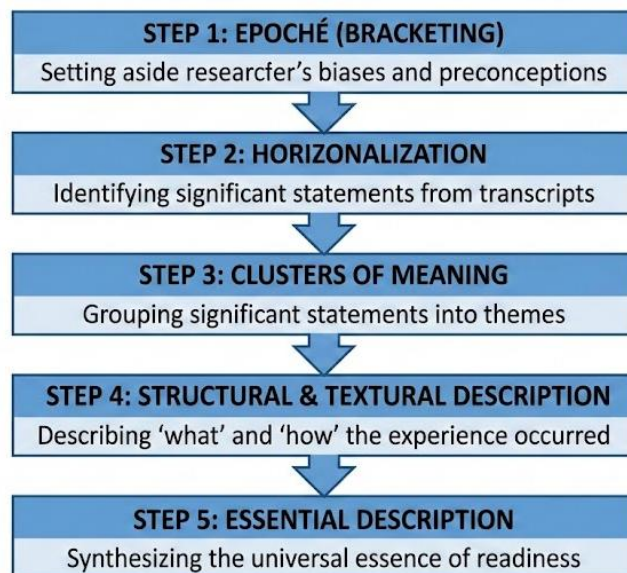 STEP 1: EPOCHÉ (BRACKETING)
Setting aside researcfer's biases and preconceptions
STEP 2: HORIZONALIZATION
Identifying significant statements from transcripts
STEP 3: CLUSTERS OF MEANING
Grouping significant statements into themes
STEP 4: STRUCTURAL & TEXTURAL DESCRIPTION
Describing ‘what’ and ‘how’ the experience occurred
STEP 5: ESSENTIAL DESCRIPTION
Synthesizing the universal essence of readiness